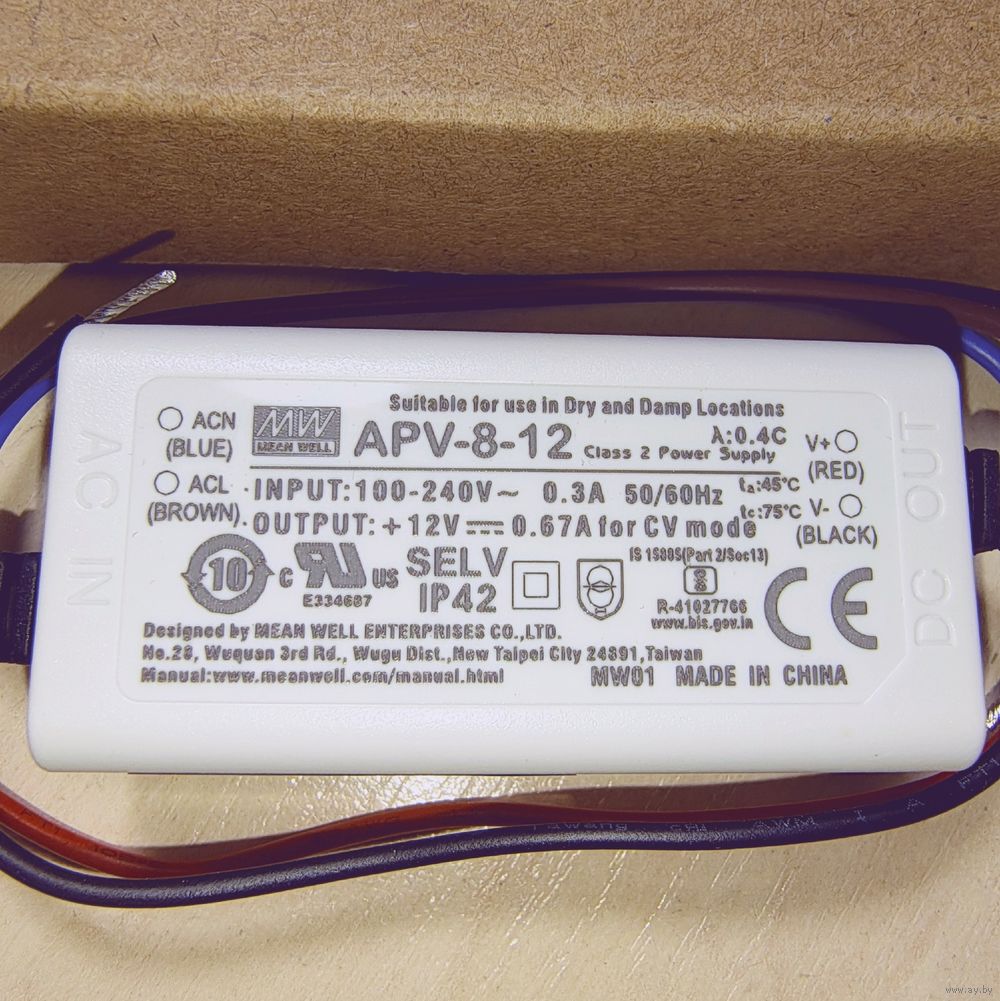 Suitable for use in Dry and Damp Locations
ACN
(BLUE)
MW
MEAN WELL
APV-8-12
λ:0.4C
Class 2 Power Supply
V+
(RED)
ACL
(BROWN)
INPUT:100-240V~ 0.3A 50/60Hz
ta:45°C
OUTPUT:+12V⎓0.67A for CV mode
tc:75°C
V-
(BLACK)
AC IN
DC OUT
10
c UR US
E334687
SELV
IP42
IS 15885(Part 2/Sec13)
R-41027766
www.bis.gov.in
CE
Designed by MEAN WELL ENTERPRISES CO.,LTD.
No.28, Wuquan 3rd Rd., Wugu Dist.,New Taipei City 24891,Taiwan
Manual:www.meanwell.com/manual.html
MW01 MADE IN CHINA
www.ay.by